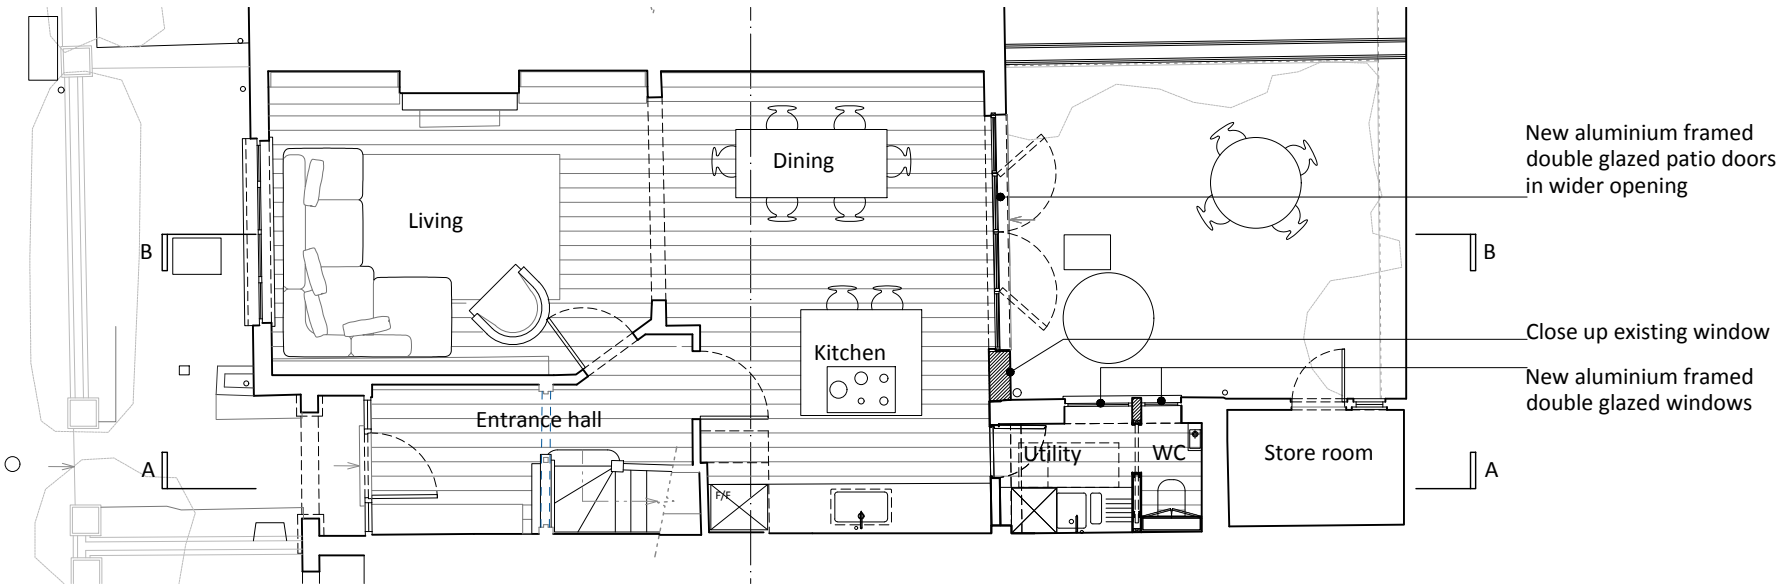 New aluminium framed
double glazed patio doors
in wider opening
Dining
Living
B
B
Close up existing window
Kitchen
New aluminium framed
double glazed windows
Entrance hall
Utility
WC
Store room
A
A
F/F